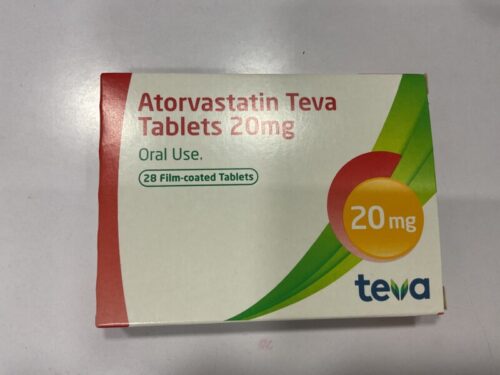 Atorvastatin Teva
Tablets 20mg
Oral Use.
28 Film-coated Tablets
20 mg
teva